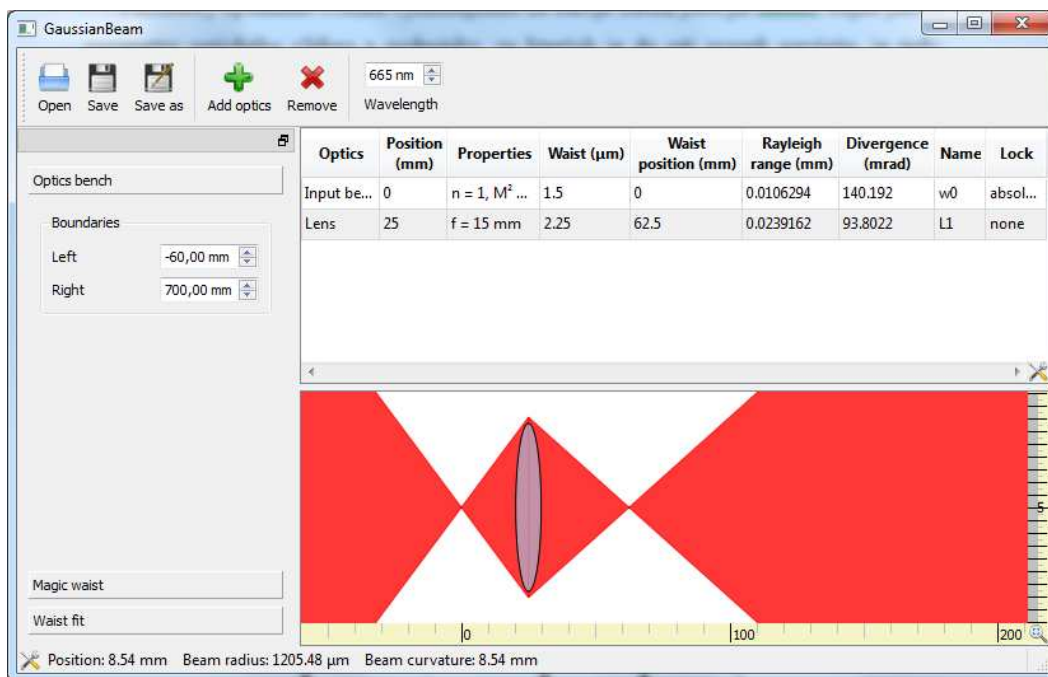 GaussianBeam
665 nm
Open Save Save as Add optics Remove Wavelength
Optics Position (mm) Properties Waist (µm) Waist position (mm) Rayleigh range (mm) Divergence (mrad) Name Lock
Input be... 0 n = 1, M² ... 1.5 0 0.0106294 140.192 w0 absol...
Lens 25 f = 15 mm 2.25 62.5 0.0239162 93.8022 L1 none
Optics bench
Boundaries
Left -60,00 mm
Right 700,00 mm
5
Magic waist
Waist fit
0 100 200
Position: 8.54 mm Beam radius: 1205.48 µm Beam curvature: 8.54 mm